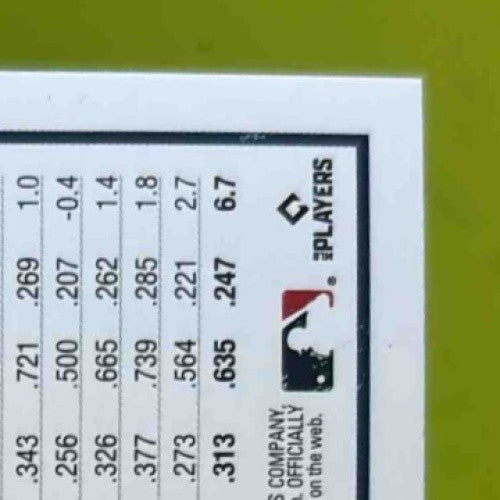 .343 .721 .269 1.0
.256 .500 .207 -0.4
.326 .665 .262 1.4
.377 .739 .285 1.8
.273 .564 .221 2.7
.313 .635 .247 6.7
COMPANY,
OFFICIALLY
on the web.
®
PLAYERS